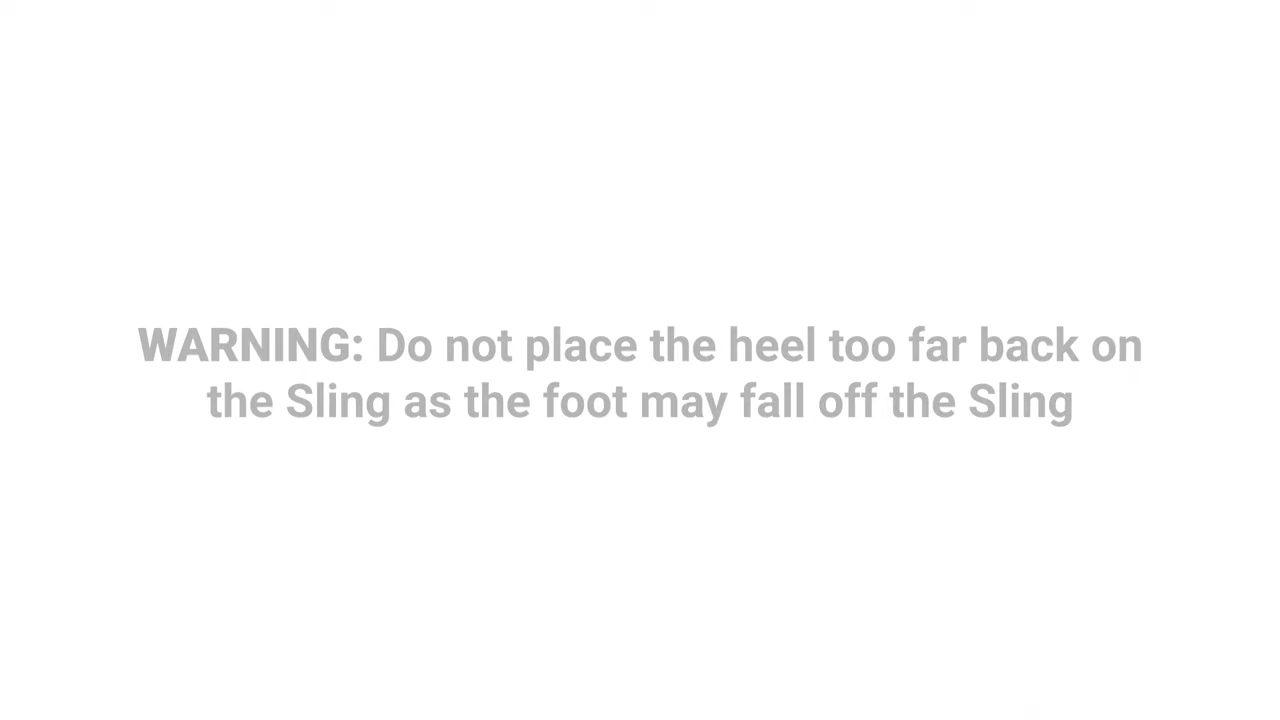 WARNING: Do not place the heel too far back on
the Sling as the foot may fall off the Sling